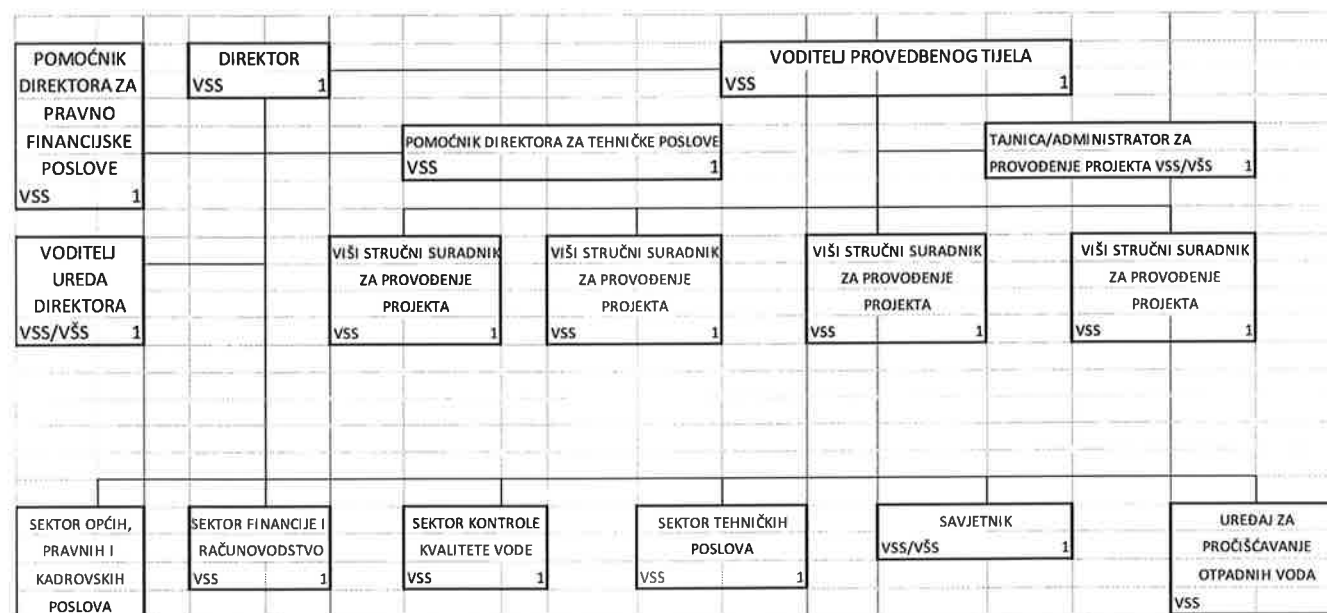 POMOĆNIK
DIREKTORA ZA
PRAVNO
FINANCIJSKE
POSLOVE
VSS 1
DIREKTOR
VSS 1
VODITELJ PROVEDBENOG TIJELA
VSS 1
POMOĆNIK DIREKTORA ZA TEHNIČKE POSLOVE
VSS 1
TAJNICA/ADMINISTRATOR ZA
PROVOĐENJE PROJEKTA VSS/VŠS 1
VODITELJ
UREDA
DIREKTORA
VSS/VŠS 1
VIŠI STRUČNI SURADNIK
ZA PROVOĐENJE
PROJEKTA
VSS 1
VIŠI STRUČNI SURADNIK
ZA PROVOĐENJE
PROJEKTA
VSS 1
VIŠI STRUČNI SURADNIK
ZA PROVOĐENJE
PROJEKTA
VSS 1
VIŠI STRUČNI SURADNIK
ZA PROVOĐENJE
PROJEKTA
VSS 1
SEKTOR OPĆIH,
PRAVNIH I
KADROVSKIH
POSLOVA
SEKTOR FINANCIJE I
RAČUNOVODSTVO
VSS 1
SEKTOR KONTROLE
KVALITETE VODE
VSS 1
SEKTOR TEHNIČKIH
POSLOVA
VSS 1
SAVJETNIK
VSS/VŠS 1
UREĐAJ ZA
PROČIŠĆAVANJE
OTPADNIH VODA
VSS